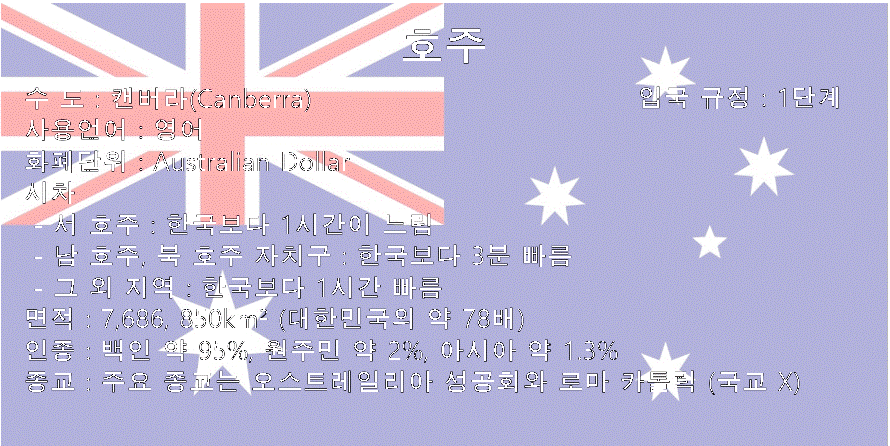 호주
수 도 : 캔버라(Canberra)
입국 규정 : 1단계
사용언어 : 영어
화폐단위 : Australian Dollar
시차
- 서 호주 : 한국보다 1시간이 느림
- 남 호주, 북 호주 자치구 : 한국보다 3분 빠름
- 그 외 지역 : 한국보다 1시간 빠름
면적 : 7,686, 850km² (대한민국의 약 78배)
인종 : 백인 약 95%, 원주민 약 2%, 아시아 약 1.3%
종교 : 주요 종교는 오스트레일리아 성공회와 로마 카톨릭 (국교 X)